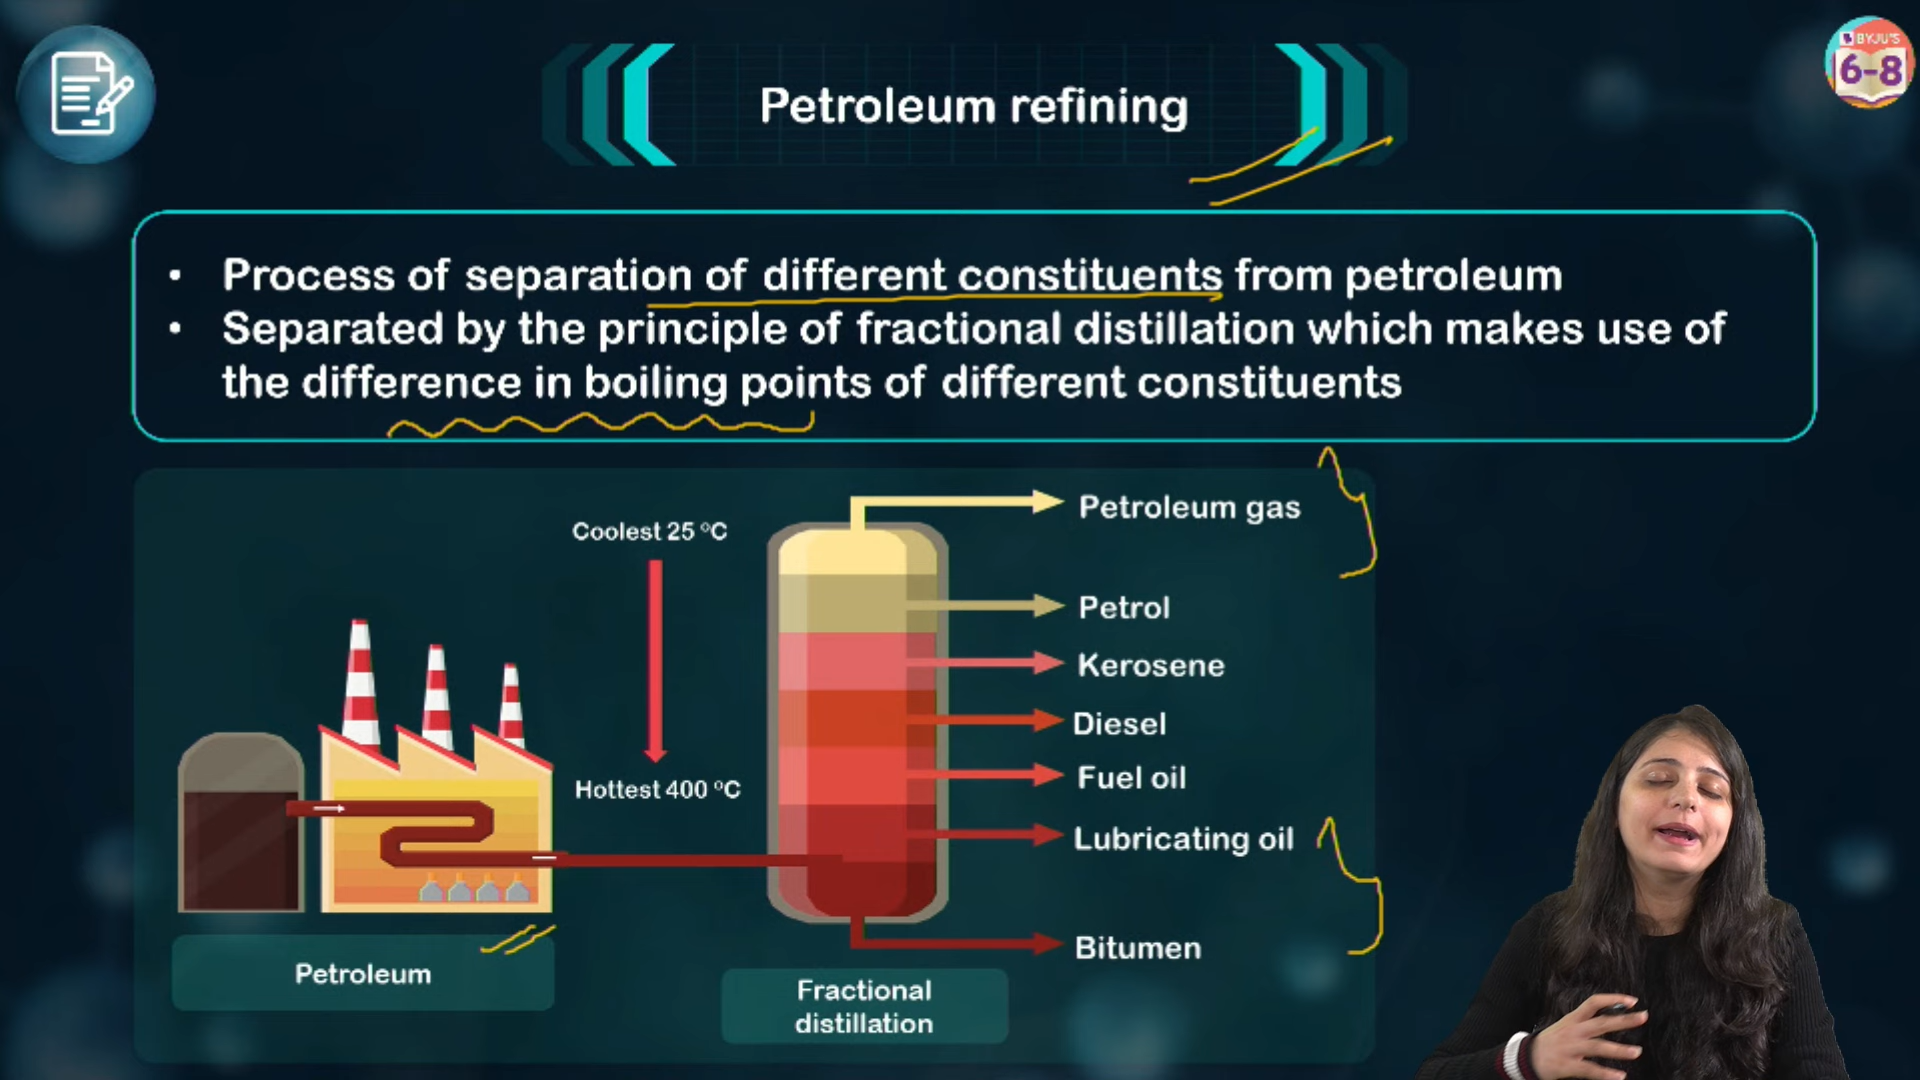 BYJU'S
6-8
Petroleum refining
• Process of separation of different constituents from petroleum
• Separated by the principle of fractional distillation which makes use of
the difference in boiling points of different constituents
Coolest 25 °C
Hottest 400 °C
Petroleum gas
Petrol
Kerosene
Diesel
Fuel oil
Lubricating oil
Bitumen
Petroleum
Fractional
distillation